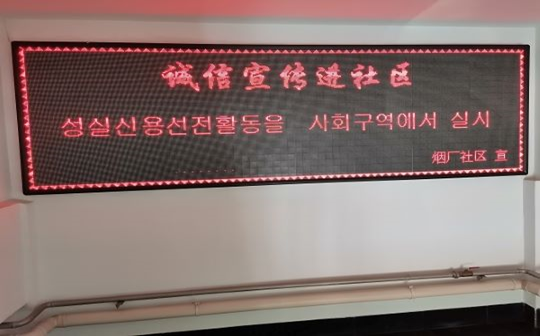 诚信宣传进社区
성실신용선전활동을 사회구역에서 실시
烟厂社区 宣